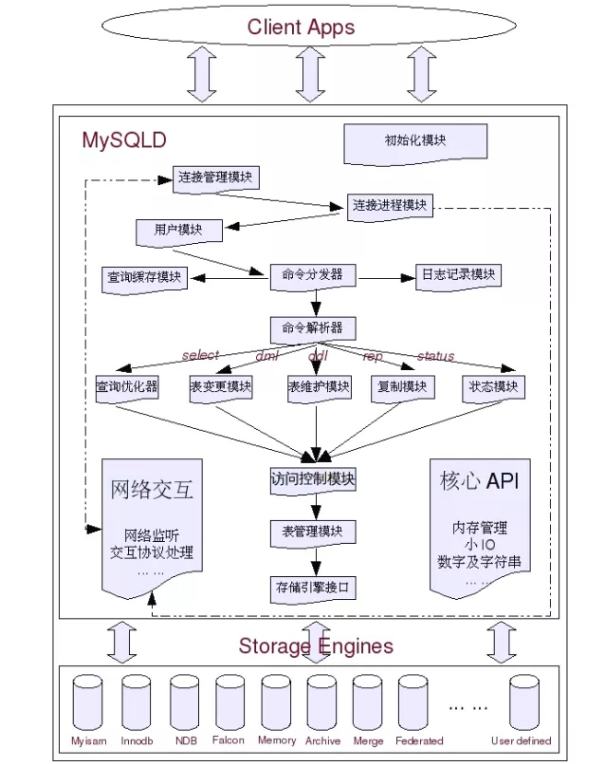 Client Apps
MySQLD
初始化模块
连接管理模块
连接进程模块
用户模块
查询缓存模块
命令分发器
日志记录模块
命令解析器
select
dml
ddl
rep
status
查询优化器
表变更模块
表维护模块
复制模块
状态模块
访问控制模块
网络交互
网络监听
交互协议处理
... ...
核心 API
内存管理
小 IO
数字及字符串
... ...
表管理模块
存储引擎接口
Storage Engines
Myisam
Innodb
NDB
Falcon
Memory
Archive
Merge
Federated
... ...
User defined